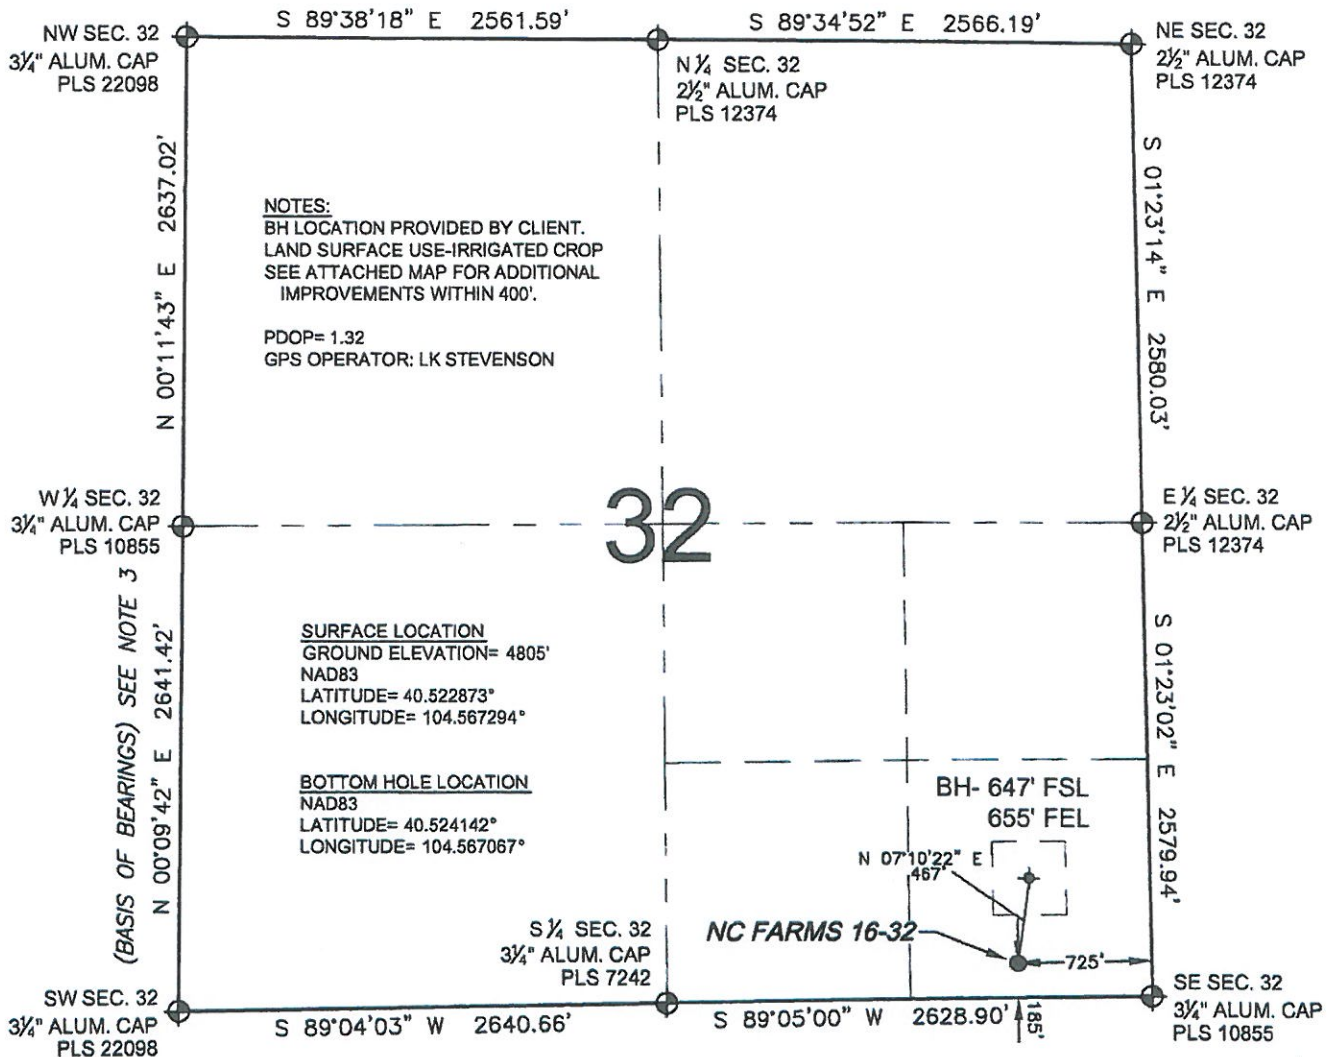 S 89°38'18" E 2561.59'
S 89°34'52" E 2566.19'
NW SEC. 32
3¼" ALUM. CAP
PLS 22098
N ¼ SEC. 32
2½" ALUM. CAP
PLS 12374
NE SEC. 32
2½" ALUM. CAP
PLS 12374
N 00°11'43" E 2637.02'
S 01°23'14" E 2580.03'
NOTES:
BH LOCATION PROVIDED BY CLIENT.
LAND SURFACE USE-IRRIGATED CROP
SEE ATTACHED MAP FOR ADDITIONAL
IMPROVEMENTS WITHIN 400'.
PDOP= 1.32
GPS OPERATOR: LK STEVENSON
W ¼ SEC. 32
3¼" ALUM. CAP
PLS 10855
32
E ¼ SEC. 32
2½" ALUM. CAP
PLS 12374
(BASIS OF BEARINGS) SEE NOTE 3
N 00°09'42" E 2641.42'
S 01°23'02" E 2579.94'
SURFACE LOCATION
GROUND ELEVATION= 4805'
NAD83
LATITUDE= 40.522873°
LONGITUDE= 104.567294°
BOTTOM HOLE LOCATION
NAD83
LATITUDE= 40.524142°
LONGITUDE= 104.567067°
BH- 647' FSL
655' FEL
N 07°10'22" E
467'
NC FARMS 16-32
725'
185'
S ¼ SEC. 32
3¼" ALUM. CAP
PLS 7242
SW SEC. 32
3¼" ALUM. CAP
PLS 22098
S 89°04'03" W 2640.66'
S 89°05'00" W 2628.90'
SE SEC. 32
3¼" ALUM. CAP
PLS 10855